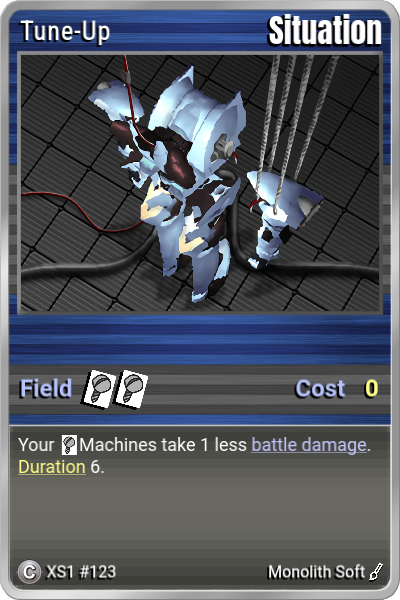 Tune-Up Situation
Field Cost 0
Your Machines take 1 less battle damage.
Duration 6.
C XS1 #123 Monolith Soft